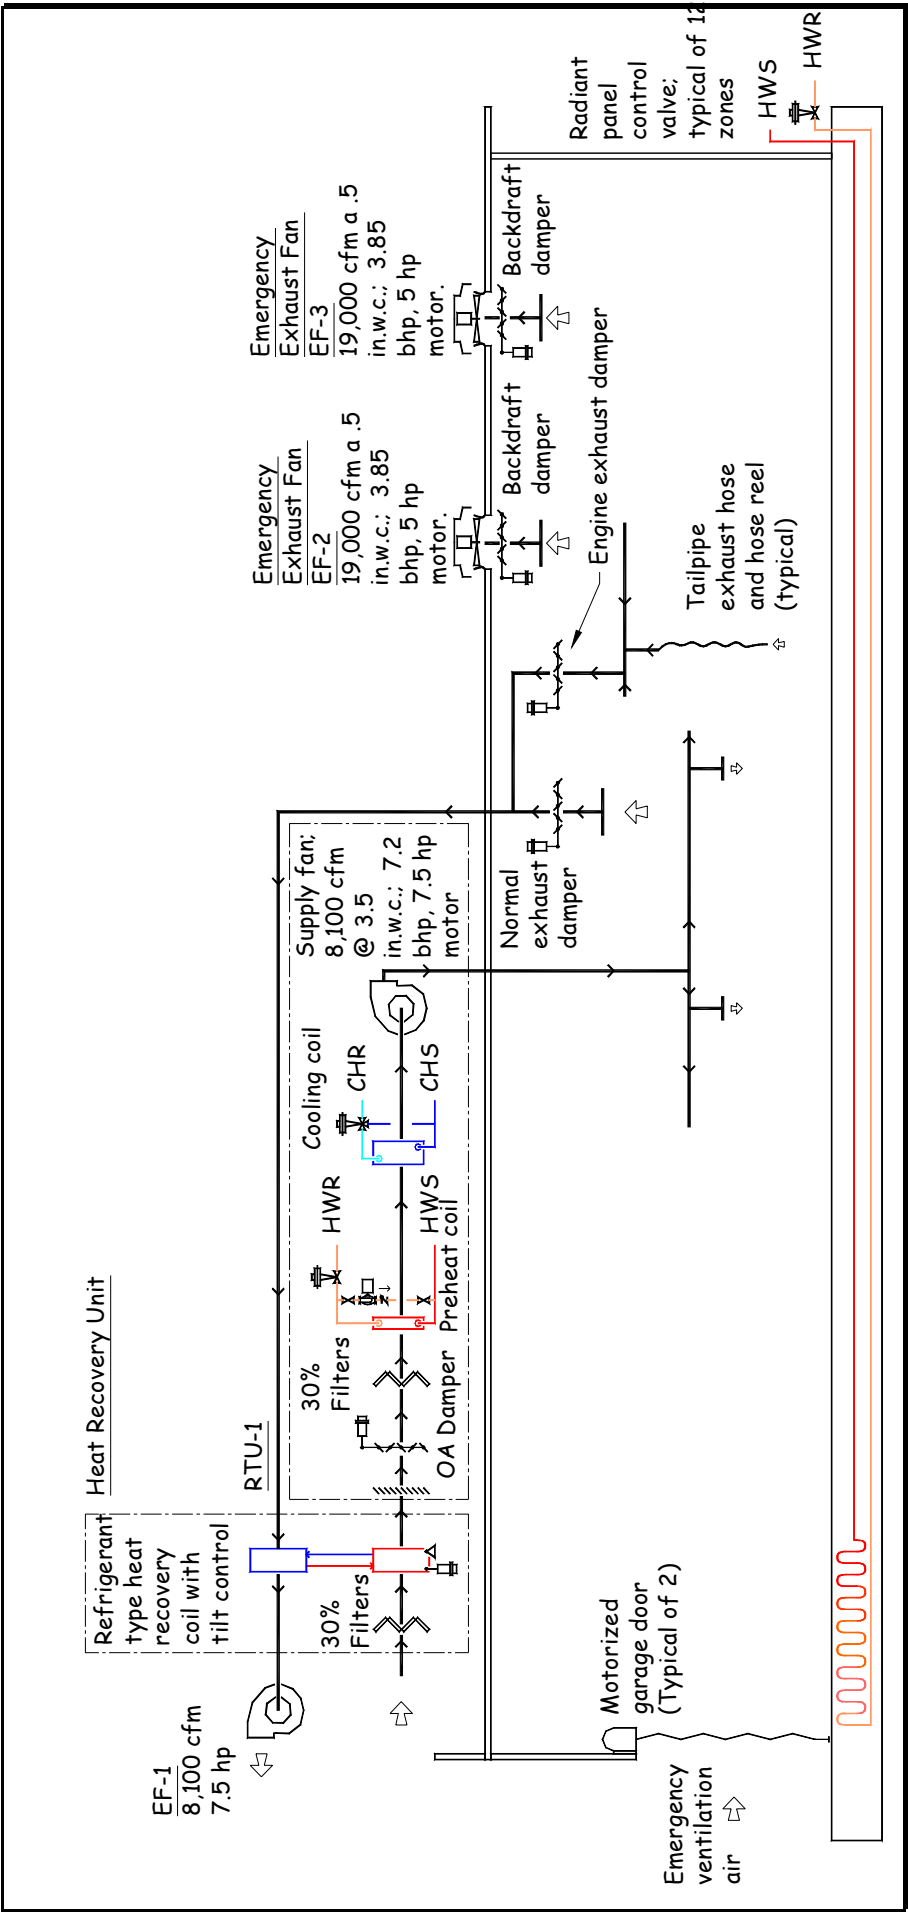 EF-1
8,100 cfm
7.5 hp
Heat Recovery Unit
Refrigerant
type heat
recovery
coil with
tilt control
30%
Filters
RTU-1
30%
Filters
OA Damper
HWR
HWS
Preheat coil
Cooling coil
CHR
CHS
Supply fan;
8,100 cfm
@ 3.5
in.w.c.; 7.2
bhp, 7.5 hp
motor
Normal
exhaust
damper
Emergency
Exhaust Fan
EF-2
19,000 cfm a .5
in.w.c.; 3.85
bhp, 5 hp
motor.
Backdraft
damper
Emergency
Exhaust Fan
EF-3
19,000 cfm a .5
in.w.c.; 3.85
bhp, 5 hp
motor.
Backdraft
damper
Engine exhaust damper
Tailpipe
exhaust hose
and hose reel
(typical)
Radiant
panel
control
valve;
typical of 12
zones
HWS
HWR
Motorized
garage door
(Typical of 2)
Emergency
ventilation
air